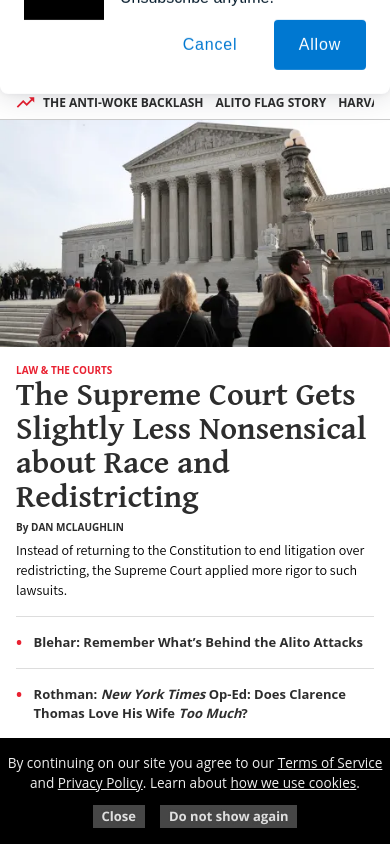 Unsubscribe anytime.
Cancel
Allow
THE ANTI-WOKE BACKLASH ALITO FLAG STORY
LAW & THE COURTS
The Supreme Court Gets
Slightly Less Nonsensical
about Race and
Redistricting
By DAN MCLAUGHLIN
Instead of returning to the Constitution to end litigation over
redistricting, the Supreme Court applied more rigor to such
lawsuits.
Blehar: Remember What’s Behind the Alito Attacks
Rothman: New York Times Op-Ed: Does Clarence
Thomas Love His Wife Too Much?
By continuing on our site you agree to our Terms of Service
and Privacy Policy. Learn about how we use cookies.
Close
Do not show again